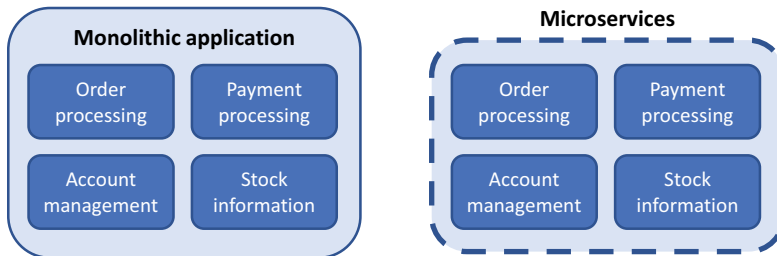 Monolithic application
Order
processing
Payment
processing
Account
management
Stock
information
Microservices
Order
processing
Payment
processing
Account
management
Stock
information